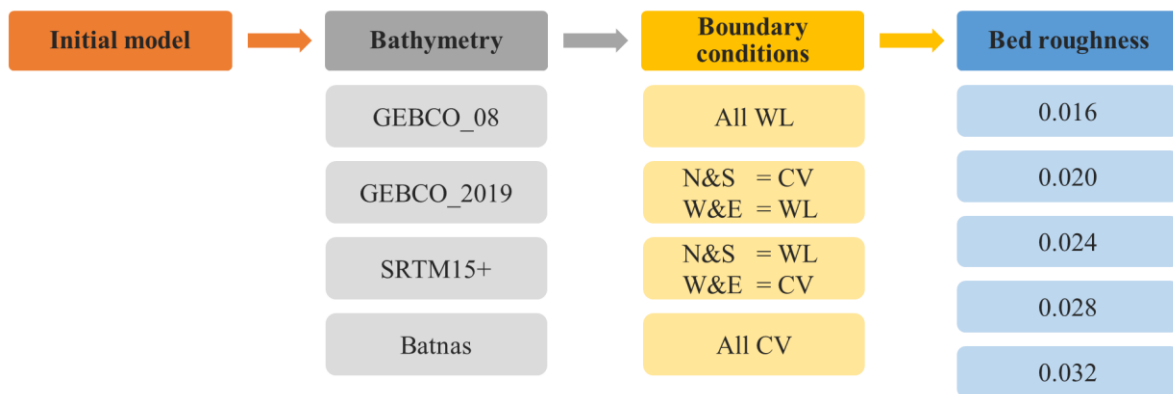 Initial model
Bathymetry
GEBCO_08
GEBCO_2019
SRTM15+
Batnas
Boundary
conditions
All WL
N&S = CV
W&E = WL
N&S = WL
W&E = CV
All CV
Bed roughness
0.016
0.020
0.024
0.028
0.032